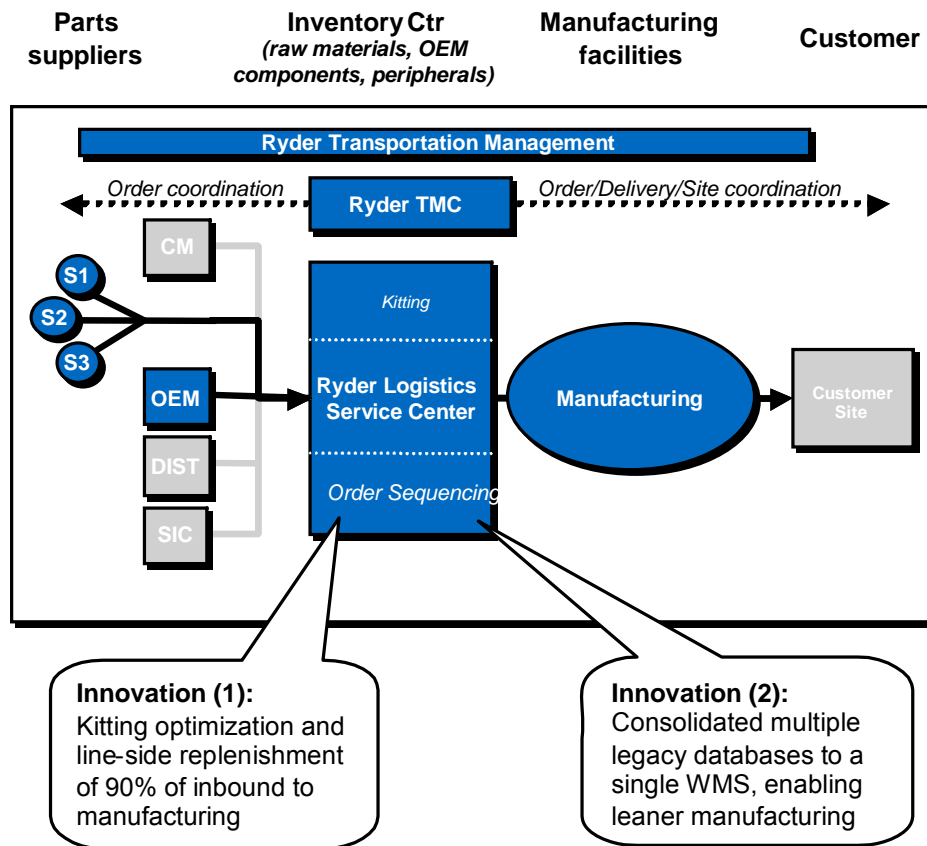 Parts
suppliers
Inventory Ctr
(raw materials, OEM
components, peripherals)
Manufacturing
facilities
Customer
Ryder Transportation Management
Order coordination
Ryder TMC
Order/Delivery/Site coordination
CM
S1
S2
S3
OEM
DIST
SIC
Kitting
Ryder Logistics
Service Center
Order Sequencing
Manufacturing
Customer
Site
Innovation (1):
Kitting optimization and
line-side replenishment
of 90% of inbound to
manufacturing
Innovation (2):
Consolidated multiple
legacy databases to a
single WMS, enabling
leaner manufacturing